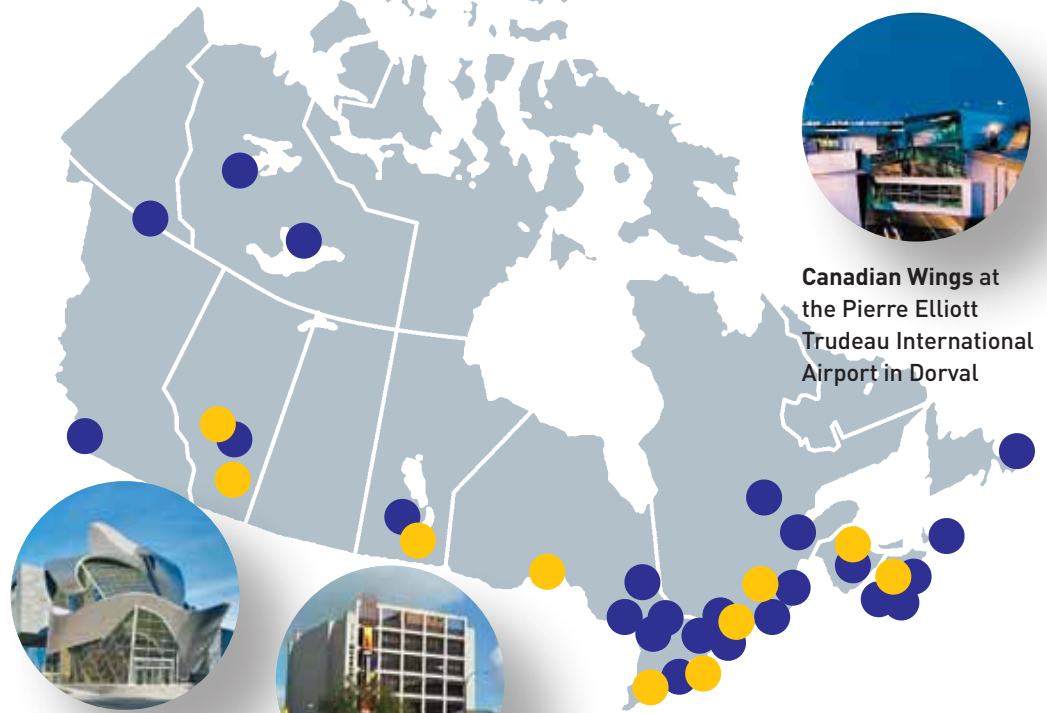 Canadian Wings at
the Pierre Elliott
Trudeau International
Airport in Dorval